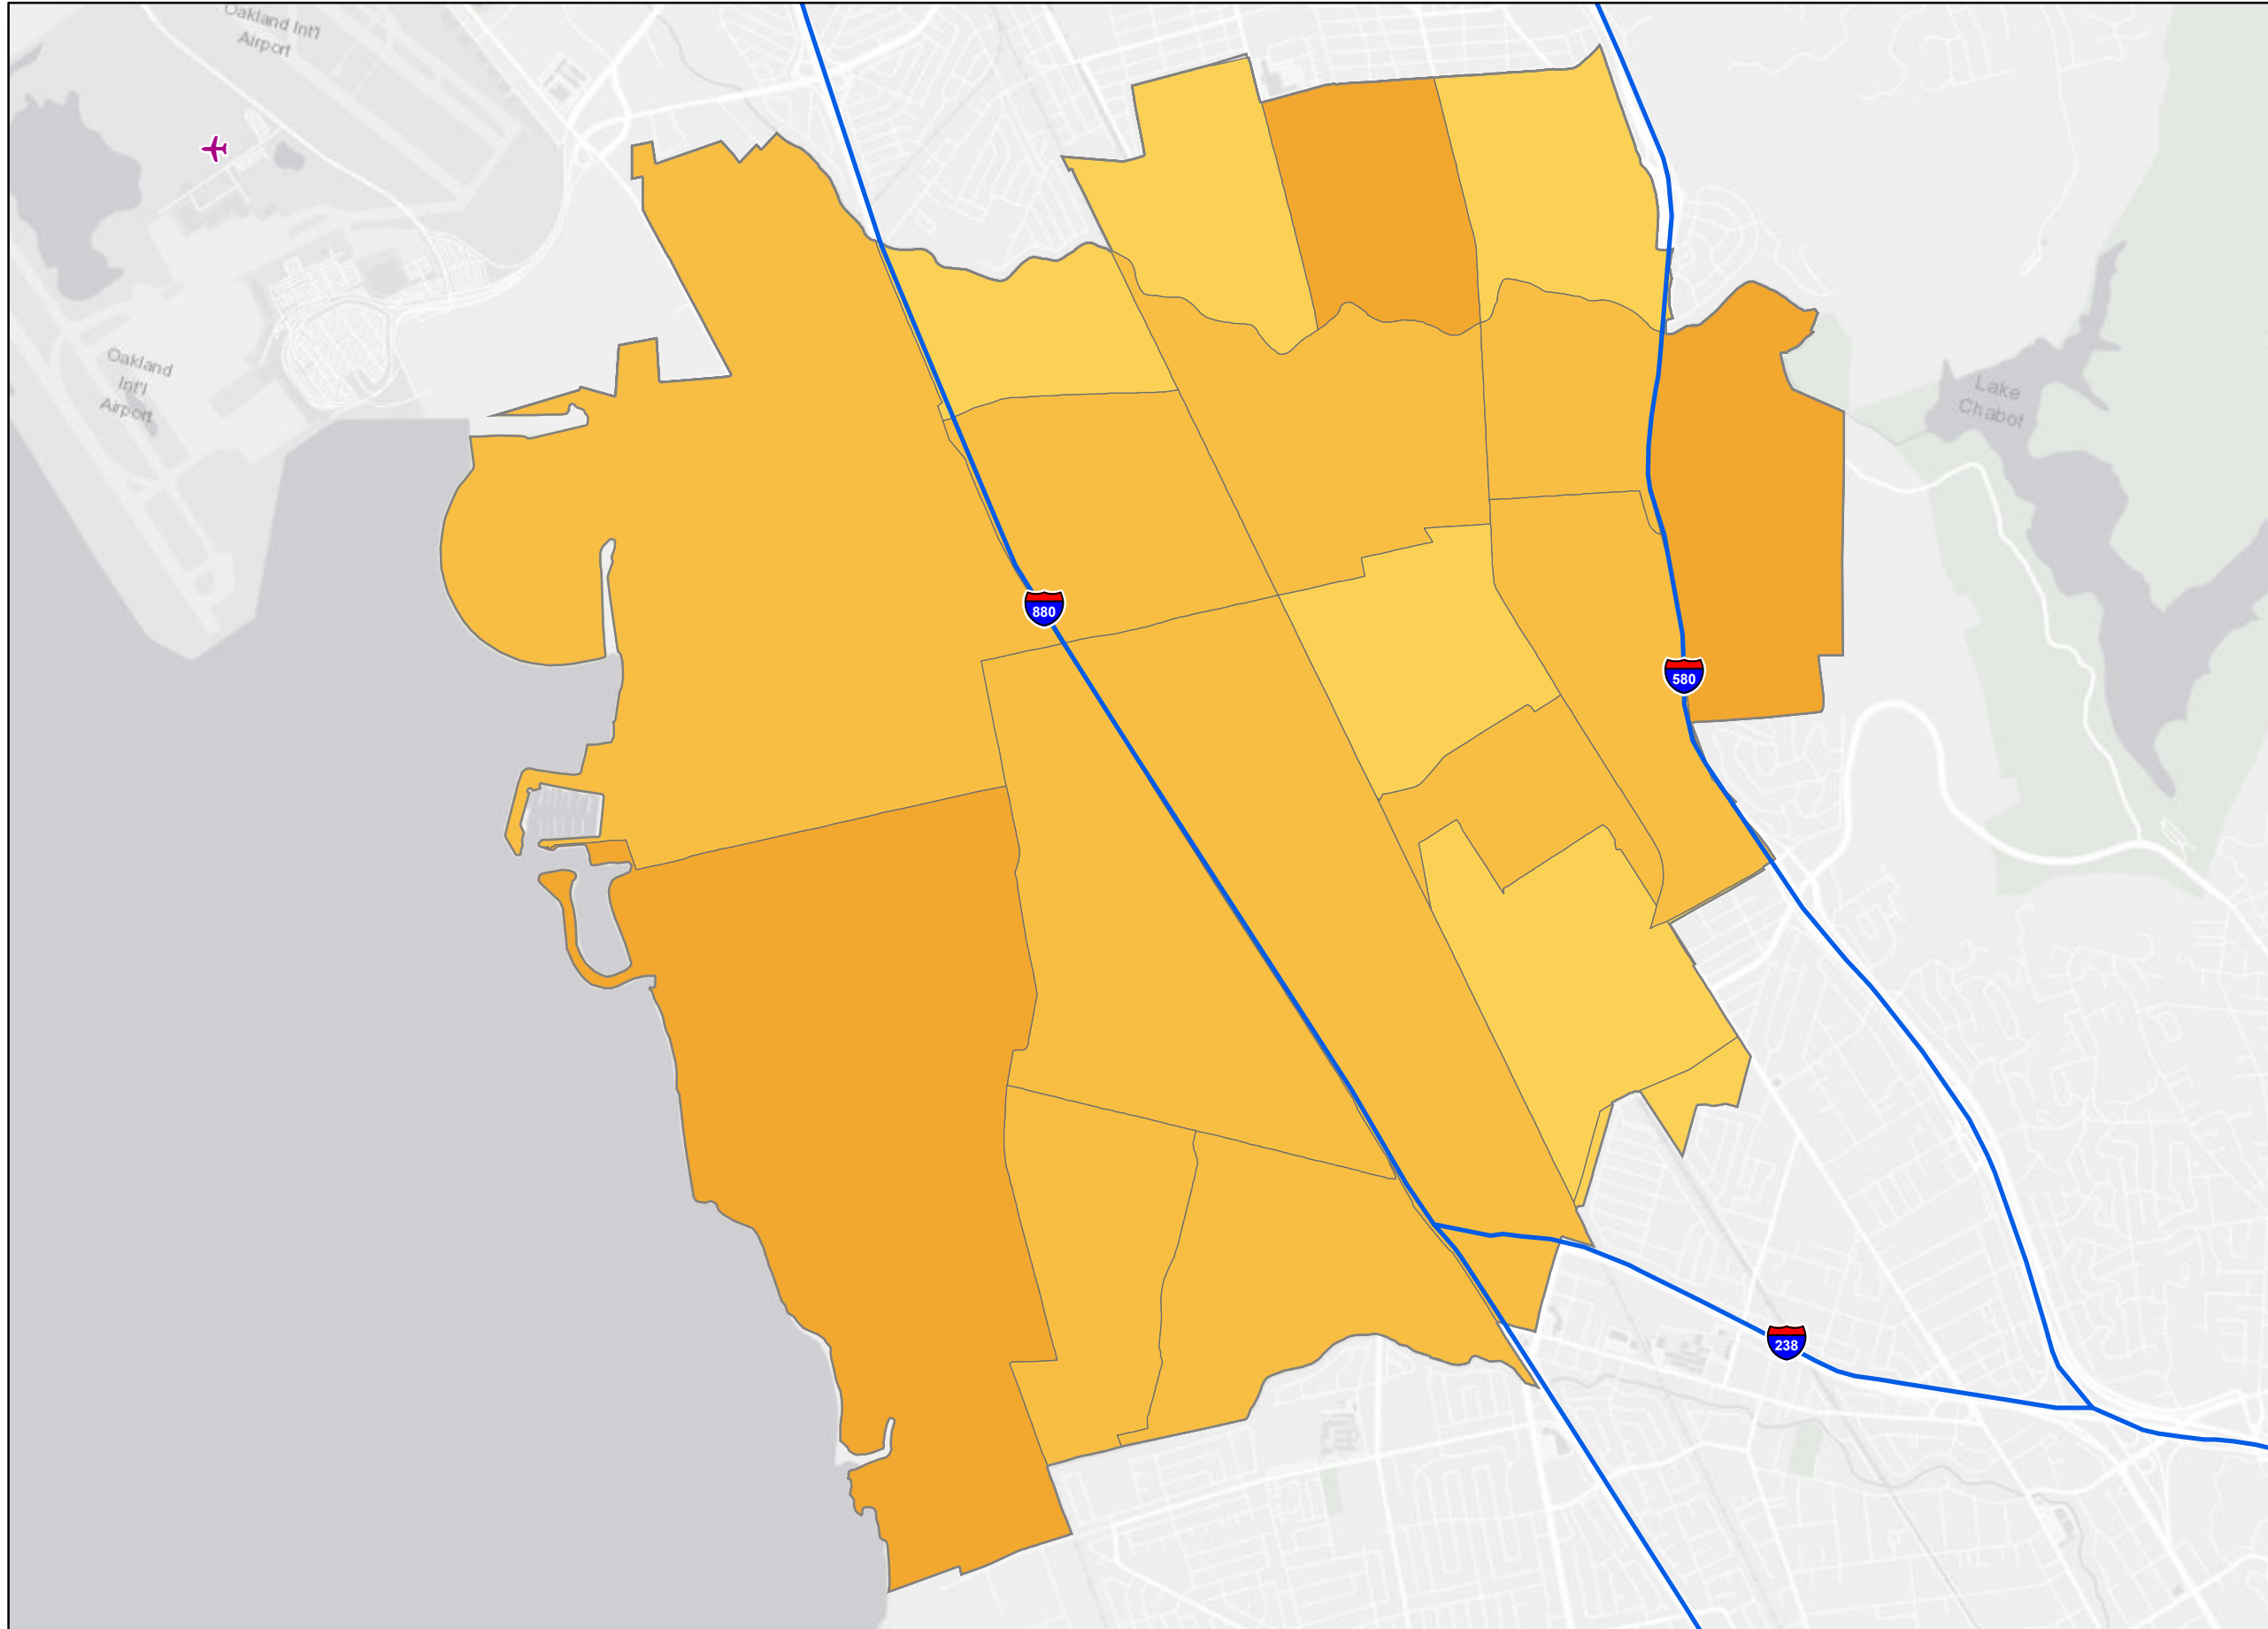 Oakland Int'l
Airport
Oakland
Int'l
Airport
Lake
Chabot
880
580
238